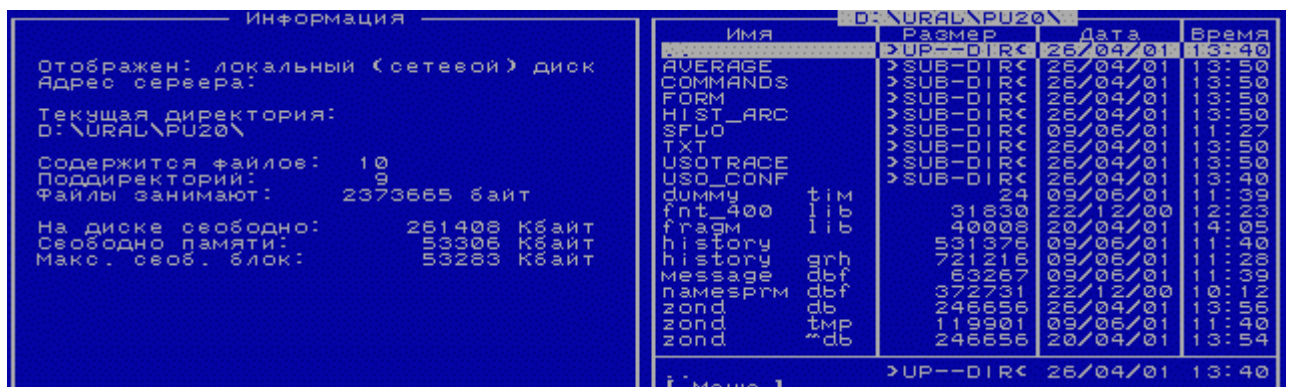 Информация
Отображен: локальный (сетевой) диск
Адрес сервера:
Текущая директория:
D:\URAL\PU20\
Содержится файлов: 10
Поддиректорий: 9
Файлы занимают: 2373665 байт
На диске свободно: 261408 Кбайт
Свободно памяти: 53306 Кбайт
Макс. своб. блок: 53283 Кбайт
D:\URAL\PU20\
Имя Размер Дата Время
.. >UP--DIR< 26/04/01 13:40
AVERAGE >SUB-DIR< 26/04/01 13:50
COMMANDS >SUB-DIR< 26/04/01 13:50
FORM >SUB-DIR< 26/04/01 13:50
HIST_ARC >SUB-DIR< 26/04/01 13:50
SFLO >SUB-DIR< 09/06/01 11:27
TXT >SUB-DIR< 26/04/01 13:50
USOTRACE >SUB-DIR< 26/04/01 13:50
USO_CONF >SUB-DIR< 26/04/01 13:40
dummy tim 24 09/06/01 11:39
fnt_400 lib 31830 22/12/00 12:23
fragm lib 40008 20/04/01 14:05
history 531376 09/06/01 11:40
history grh 721216 09/06/01 11:28
message dbf 63267 09/06/01 11:39
namesprm dbf 372731 22/12/00 10:12
zond db 246656 26/04/01 13:56
zond tmp 119901 09/06/01 11:40
zond ~db 246656 20/04/01 13:54
.. >UP--DIR< 26/04/01 13:40